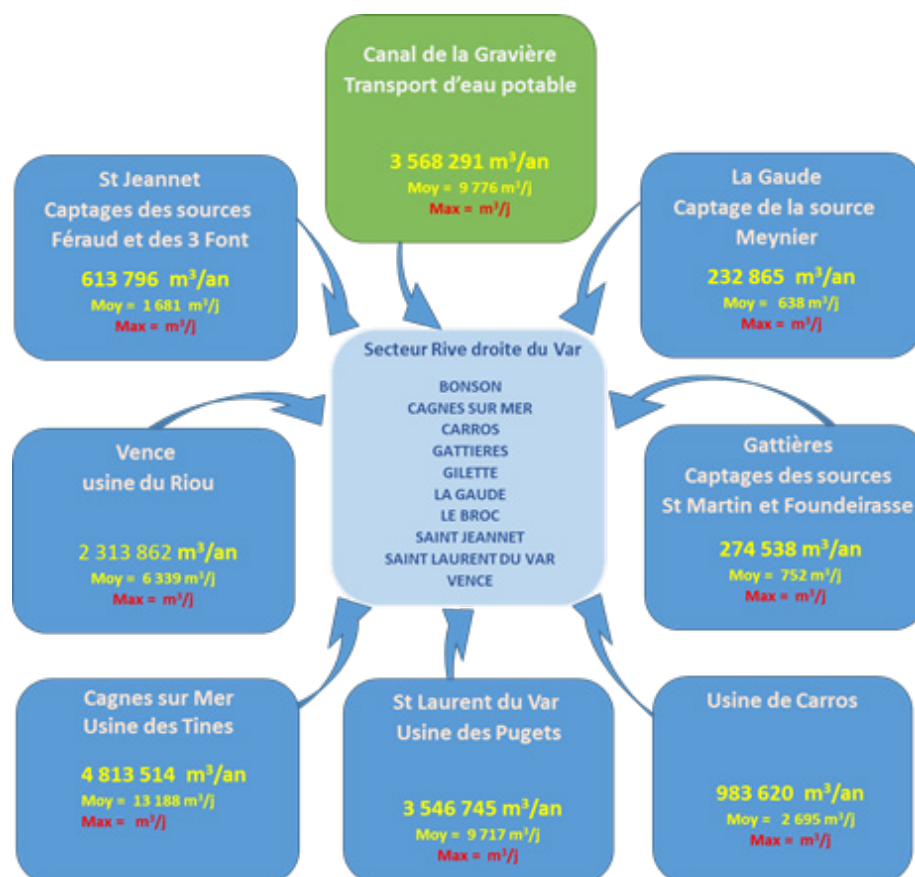 Canal de la Gravière
Transport d'eau potable
3 568 291 m³/an
Moy = 9 776 m³/j
Max = m³/j
St Jeannet
Captages des sources
Féraud et des 3 Font
613 796 m³/an
Moy = 1 681 m³/j
Max = m³/j
La Gaude
Captage de la source
Meynier
232 865 m³/an
Moy = 638 m³/j
Max = m³/j
Secteur Rive droite du Var
BONSON
CAGNES SUR MER
CARROS
GATTIERES
GILETTE
LA GAUDE
LE BROC
SAINT JEANNET
SAINT LAURENT DU VAR
VENCE
Vence
usine du Riou
2 313 862 m³/an
Moy = 6 339 m³/j
Max = m³/j
Gattières
Captages des sources
St Martin et Foundeirasse
274 538 m³/an
Moy = 752 m³/j
Max = m³/j
Cagnes sur Mer
Usine des Tines
4 813 514 m³/an
Moy = 13 188 m³/j
Max = m³/j
St Laurent du Var
Usine des Pugets
3 546 745 m³/an
Moy = 9 717 m³/j
Max = m³/j
Usine de Carros
983 620 m³/an
Moy = 2 695 m³/j
Max = m³/j